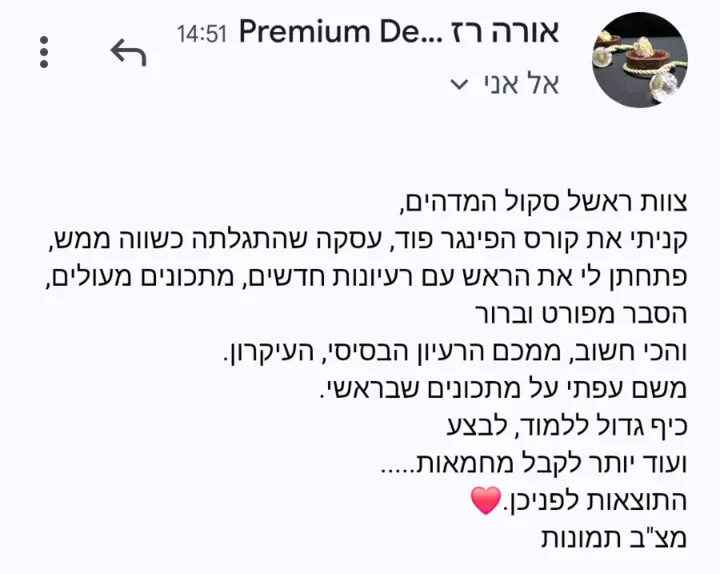 אורה רז Premium De... 14:51
אל אני
צוות ראשל סקול המדהים,
קניתי את קורס הפינגר פוד, עסקה שהתגלתה כשווה ממש,
פתחתן לי את הראש עם רעיונות חדשים, מתכונים מעולים,
הסבר מפורט וברור
והכי חשוב, ממכם הרעיון הבסיסי, העיקרון.
משם עפתי על מתכונים שבראשי.
כיף גדול ללמוד, לבצע
ועוד יותר לקבל מחמאות.....
התוצאות לפניכן.❤️
מצ"ב תמונות